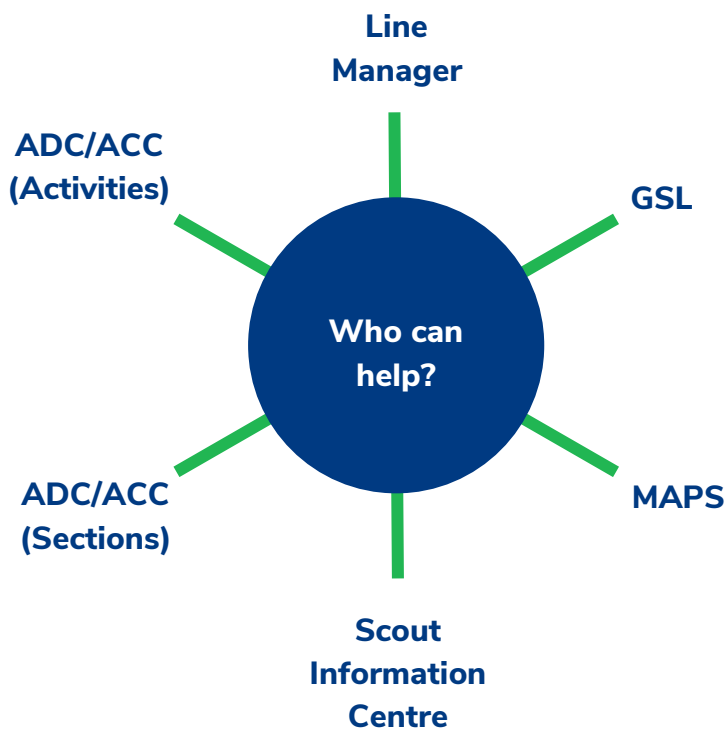 Line
Manager
ADC/ACC
(Activities)
GSL
Who can
help?
ADC/ACC
(Sections)
MAPS
Scout
Information
Centre